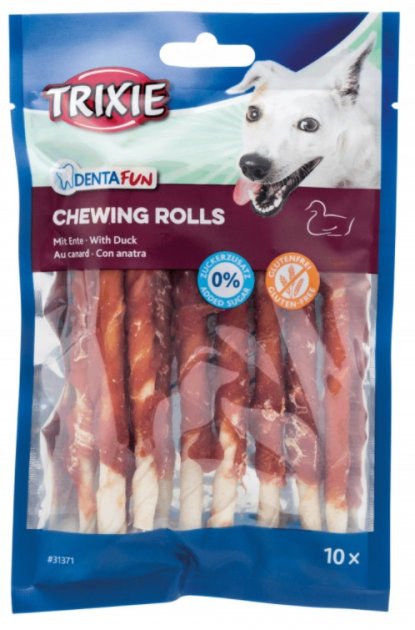 TRIXIE
DENTAFUN
CHEWING ROLLS
Mit Ente · With Duck
Au canard · Con anatra
ZUCKERZUSATZ
0%
ADDED SUGAR
GLUTENFREI
GLUTEN-FREE
#31371
10 x